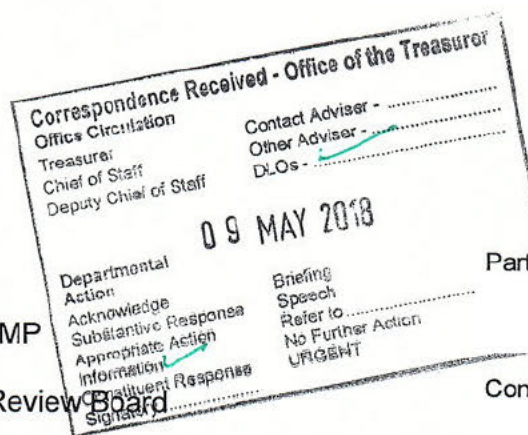 Correspondence Received - Office of the Treasurer
Office Circulation
Treasurer
Chief of Staff
Deputy Chief of Staff
Contact Adviser - ....................
Other Adviser - ....................
DLOs - ....................
09 MAY 2018
Departmental
Action
Acknowledge
Substantive Response
Appropriate Action
Information
Constituent Response
Signatory ....................
Briefing
Speech
Refer to ....................
No Further Action
URGENT
MP
Review Board
Par
Con